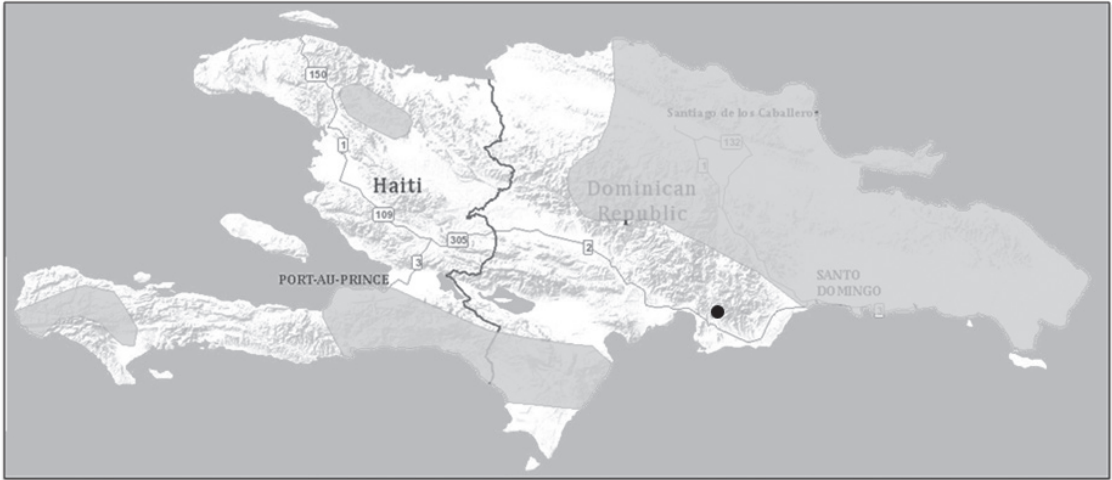 150
Santiago de los Caballero
132
1
1
Haiti
Dominican
Republic
109
305
2
3
PORT-AU-PRINCE
SANTO
DOMINGO